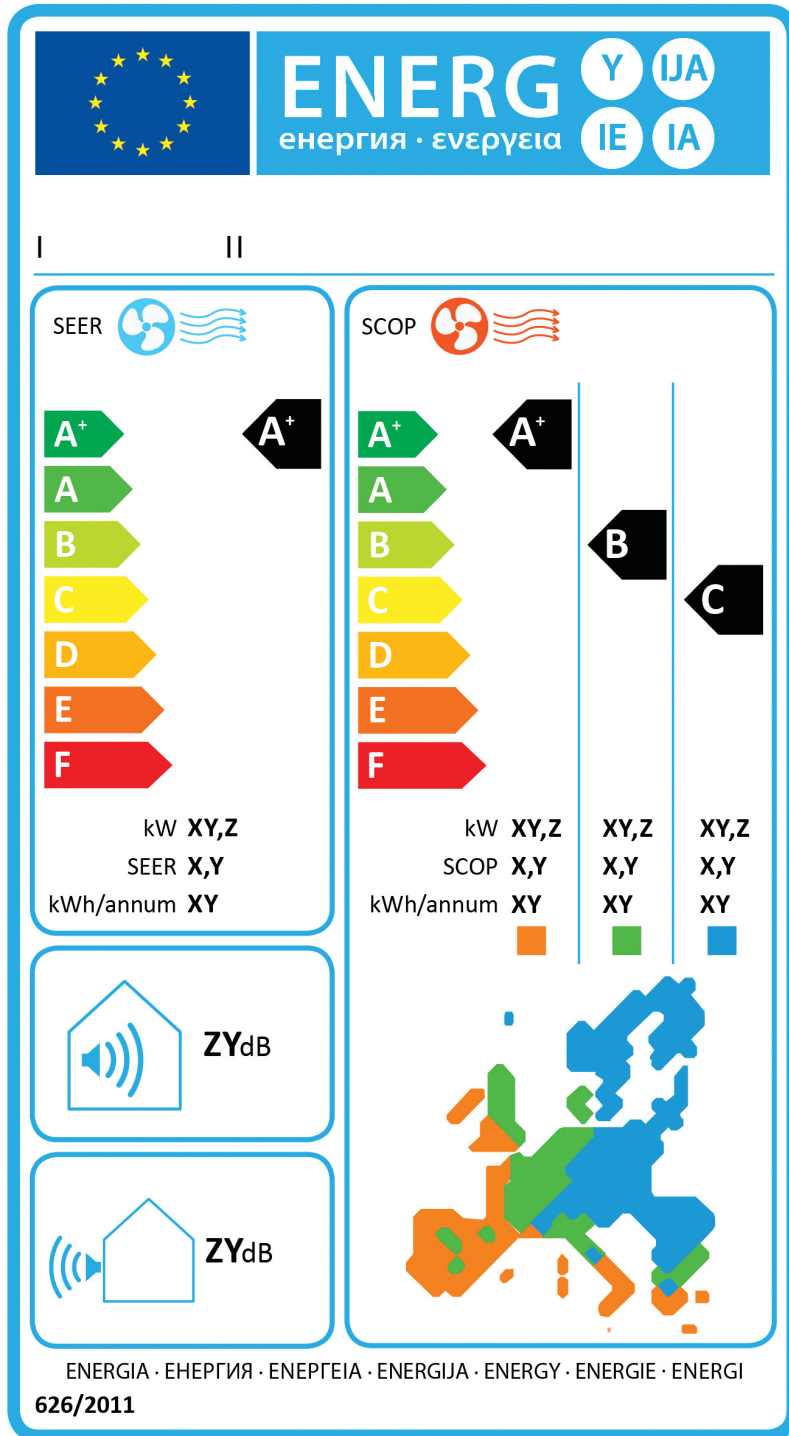 ENERG Y IJA
енергия · ενεργεια IE IA
I II
SEER
A+ A+
A
B
C
D
E
F
kW XY,Z
SEER X,Y
kWh/annum XY
SCOP
A+ A+
A
B B
C C
D
E
F
kW XY,Z XY,Z XY,Z
SCOP X,Y X,Y X,Y
kWh/annum XY XY XY
ZYdB
ZYdB
ENERGIA · ЕНЕРГИЯ · ΕΝΕΡΓΕΙΑ · ENERGIJA · ENERGY · ENERGIE · ENERGI
626/2011